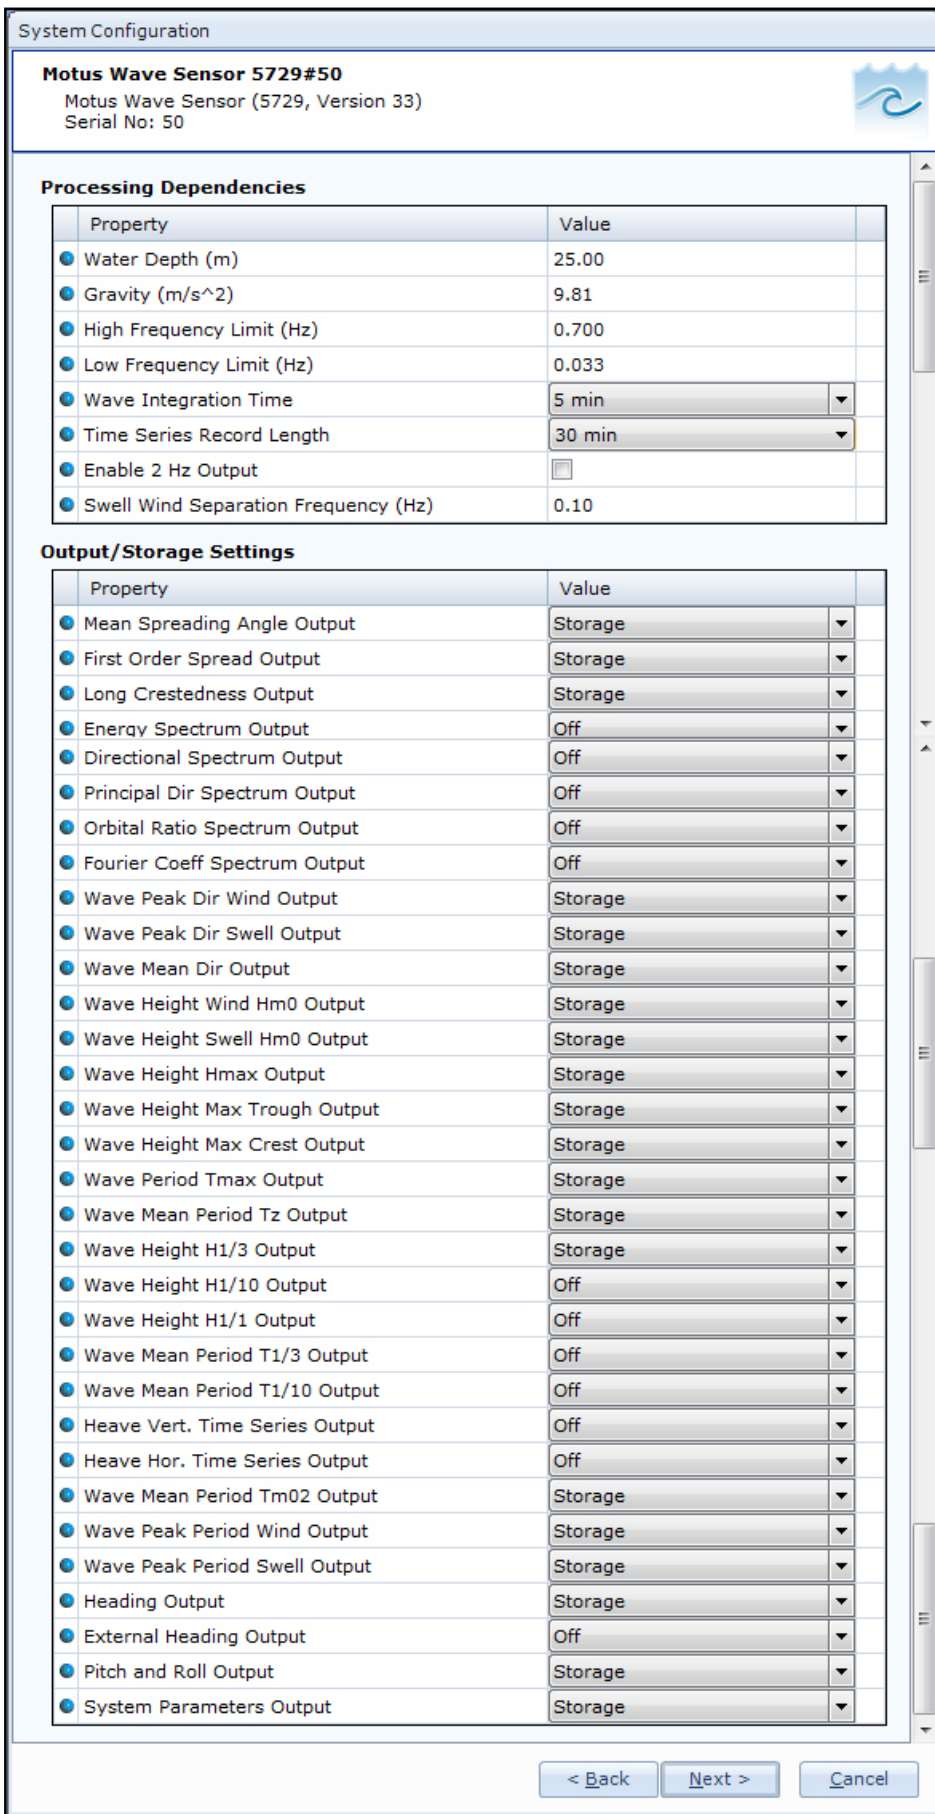 System Configuration
Motus Wave Sensor 5729#50
Motus Wave Sensor (5729, Version 33)
Serial No: 50
Processing Dependencies
Property Value
Water Depth (m) 25.00
Gravity (m/s^2) 9.81
High Frequency Limit (Hz) 0.700
Low Frequency Limit (Hz) 0.033
Wave Integration Time 5 min
Time Series Record Length 30 min
Enable 2 Hz Output
Swell Wind Separation Frequency (Hz) 0.10
Output/Storage Settings
Property Value
Mean Spreading Angle Output Storage
First Order Spread Output Storage
Long Crestedness Output Storage
Energy Spectrum Output Off
Directional Spectrum Output Off
Principal Dir Spectrum Output Off
Orbital Ratio Spectrum Output Off
Fourier Coeff Spectrum Output Off
Wave Peak Dir Wind Output Storage
Wave Peak Dir Swell Output Storage
Wave Mean Dir Output Storage
Wave Height Wind Hm0 Output Storage
Wave Height Swell Hm0 Output Storage
Wave Height Hmax Output Storage
Wave Height Max Trough Output Storage
Wave Height Max Crest Output Storage
Wave Period Tmax Output Storage
Wave Mean Period Tz Output Storage
Wave Height H1/3 Output Storage
Wave Height H1/10 Output Off
Wave Height H1/1 Output Off
Wave Mean Period T1/3 Output Off
Wave Mean Period T1/10 Output Off
Heave Vert. Time Series Output Off
Heave Hor. Time Series Output Off
Wave Mean Period Tm02 Output Storage
Wave Peak Period Wind Output Storage
Wave Peak Period Swell Output Storage
Heading Output Storage
External Heading Output Off
Pitch and Roll Output Storage
System Parameters Output Storage
< Back Next > Cancel